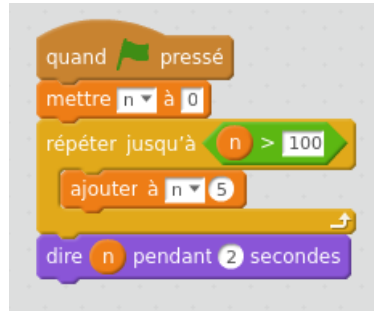 quand pressé
mettre n à 0
répéter jusqu'à n > 100
ajouter à n 5
dire n pendant 2 secondes